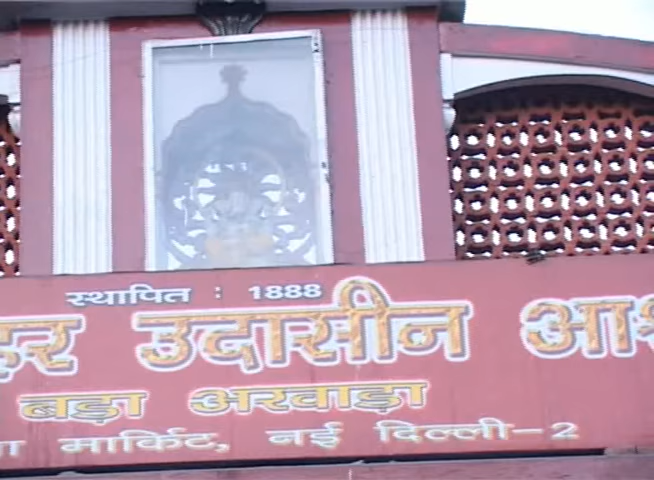 स्थापित : 1888
उदासीन
बड़ा अखाड़ा
मार्किट, नई दिल्ली-2